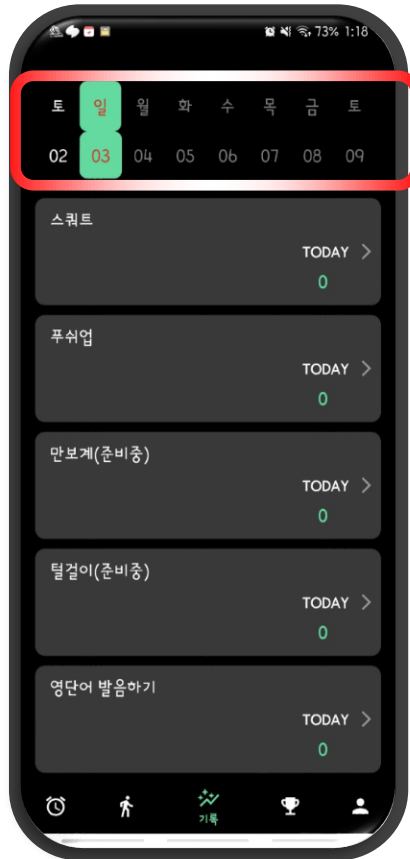 73% 1:18
토 일 월 화 수 목 금 토
02 03 04 05 06 07 08 09
스쿼트
TODAY
0
푸쉬업
TODAY
0
만보계(준비중)
TODAY
0
털걸이(준비중)
TODAY
0
영단어 발음하기
TODAY
0
기록